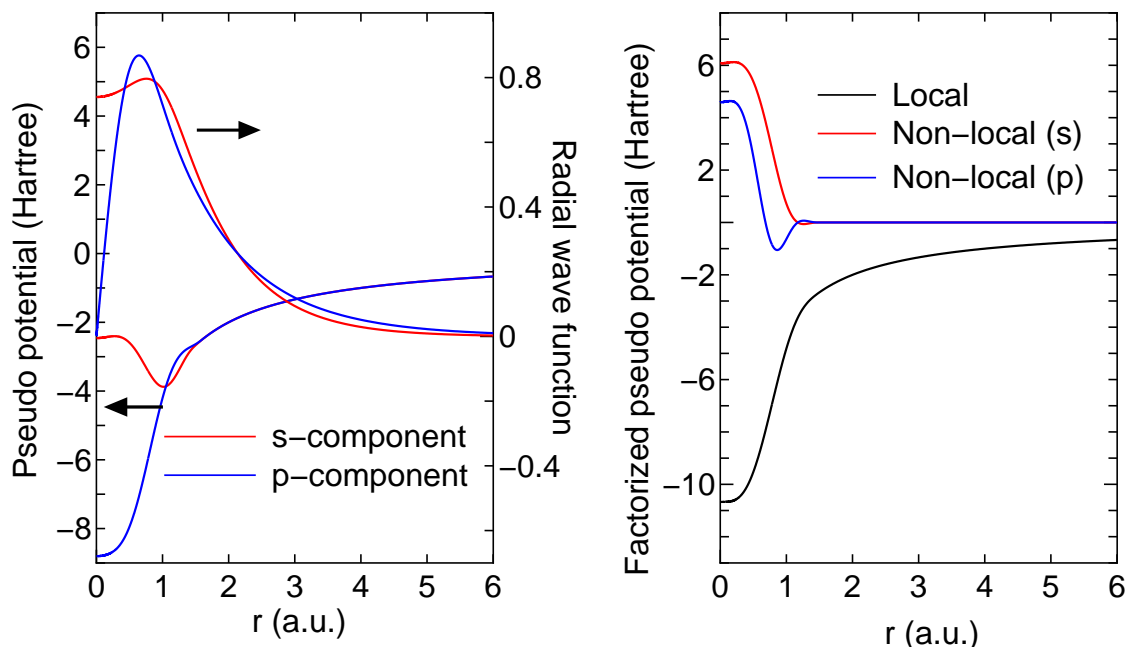 Pseudo potential (Hartree)
6
4
2
0
−2
−4
−6
−8
0.8
0.4
0
−0.4
Radial wave function
s−component
p−component
0 1 2 3 4 5 6
r (a.u.)
Factorized pseudo potential (Hartree)
6
2
−2
−6
−10
Local
Non−local (s)
Non−local (p)
0 1 2 3 4 5 6
r (a.u.)